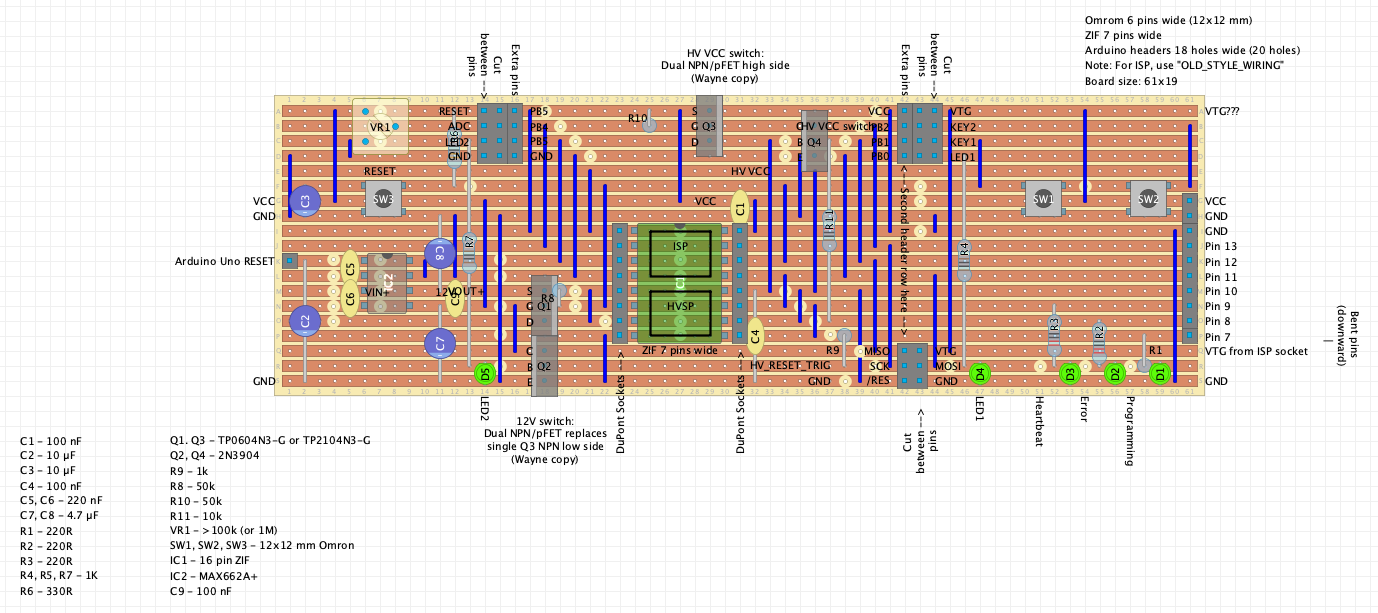 Omrom 6 pins wide (12x12 mm)
ZIF 7 pins wide
Arduino headers 18 holes wide (20 holes)
Note: For ISP, use "OLD_STYLE_WIRING"
Board size: 61x19
HV VCC switch:
Dual NPN/pFET high side
(Wayne copy)
Cut
between --->
pins
Extra pins
Extra pins --->
Cut
between --->
pins
VR1
RESET
ADC
LED2
GND
PB5
PB4
PB3
GND
R10
S
G
D
Q3
HV VCC switch
C
B
E
Q4
VCC
PB2
PB1
PB0
VTG
KEY2
KEY1
LED1
VTG???
RESET
HV VCC
C3
SW3
VCC
C1
SW1
SW2
VCC
GND
VCC
GND
R11
<--- Second header row here --->
GND
Pin 13
Pin 12
Pin 11
Pin 10
Pin 9
Pin 8
Pin 7
Arduino Uno RESET
C5
C6
VIN+
IC2
C8
R7
12VOUT+
C9
ISP
HVSP
R4
S
G
D
Q1
R8
C2
C7
C4
R9
R3
R2
R1
ZIF 7 pins wide
C
B
E
Q2
HV_RESET_TRIG
GND
MISO
SCK
/RES
VTG
MOSI
GND
VTG from ISP socket
GND
GND
D5
D4
D3
D2
D1
LED2
DuPont Sockets --->
DuPont Sockets --->
Cut
<---between
pins
LED1
Heartbeat
Error
Programming
Bent pins
|
(downward)
12V switch:
Dual NPN/pFET replaces
single Q3 NPN low side
(Wayne copy)
C1 - 100 nF
C2 - 10 µF
C3 - 10 µF
C4 - 100 nF
C5, C6 - 220 nF
C7, C8 - 4.7 µF
R1 - 220R
R2 - 220R
R3 - 220R
R4, R5, R7 - 1K
R6 - 330R
Q1. Q3 - TP0604N3-G or TP2104N3-G
Q2, Q4 - 2N3904
R9 - 1k
R8 - 50k
R10 - 50k
R11 - 10k
VR1 - >100k (or 1M)
SW1, SW2, SW3 - 12x12 mm Omron
IC1 - 16 pin ZIF
IC2 - MAX662A+
C9 - 100 nF